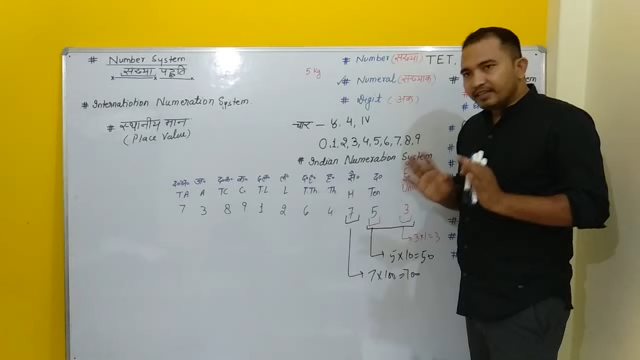 # Number System
संख्या पद्धति
# Internation Numeration System
# स्थानीय मान
(Place Value)
5 kg
# Number (संख्या) TET.
✓ # Numeral (संख्यांक)
# Digit (अंक)
चार – ४, 4, IV
0,1,2,3,4,5,6,7,8,9
# Indian Numeration System
TA A TC C TL L TTh Th H Ten
7 3 8 9 1 2 6 4 7 5 3
3×1=3
5×10=50
7×100=700